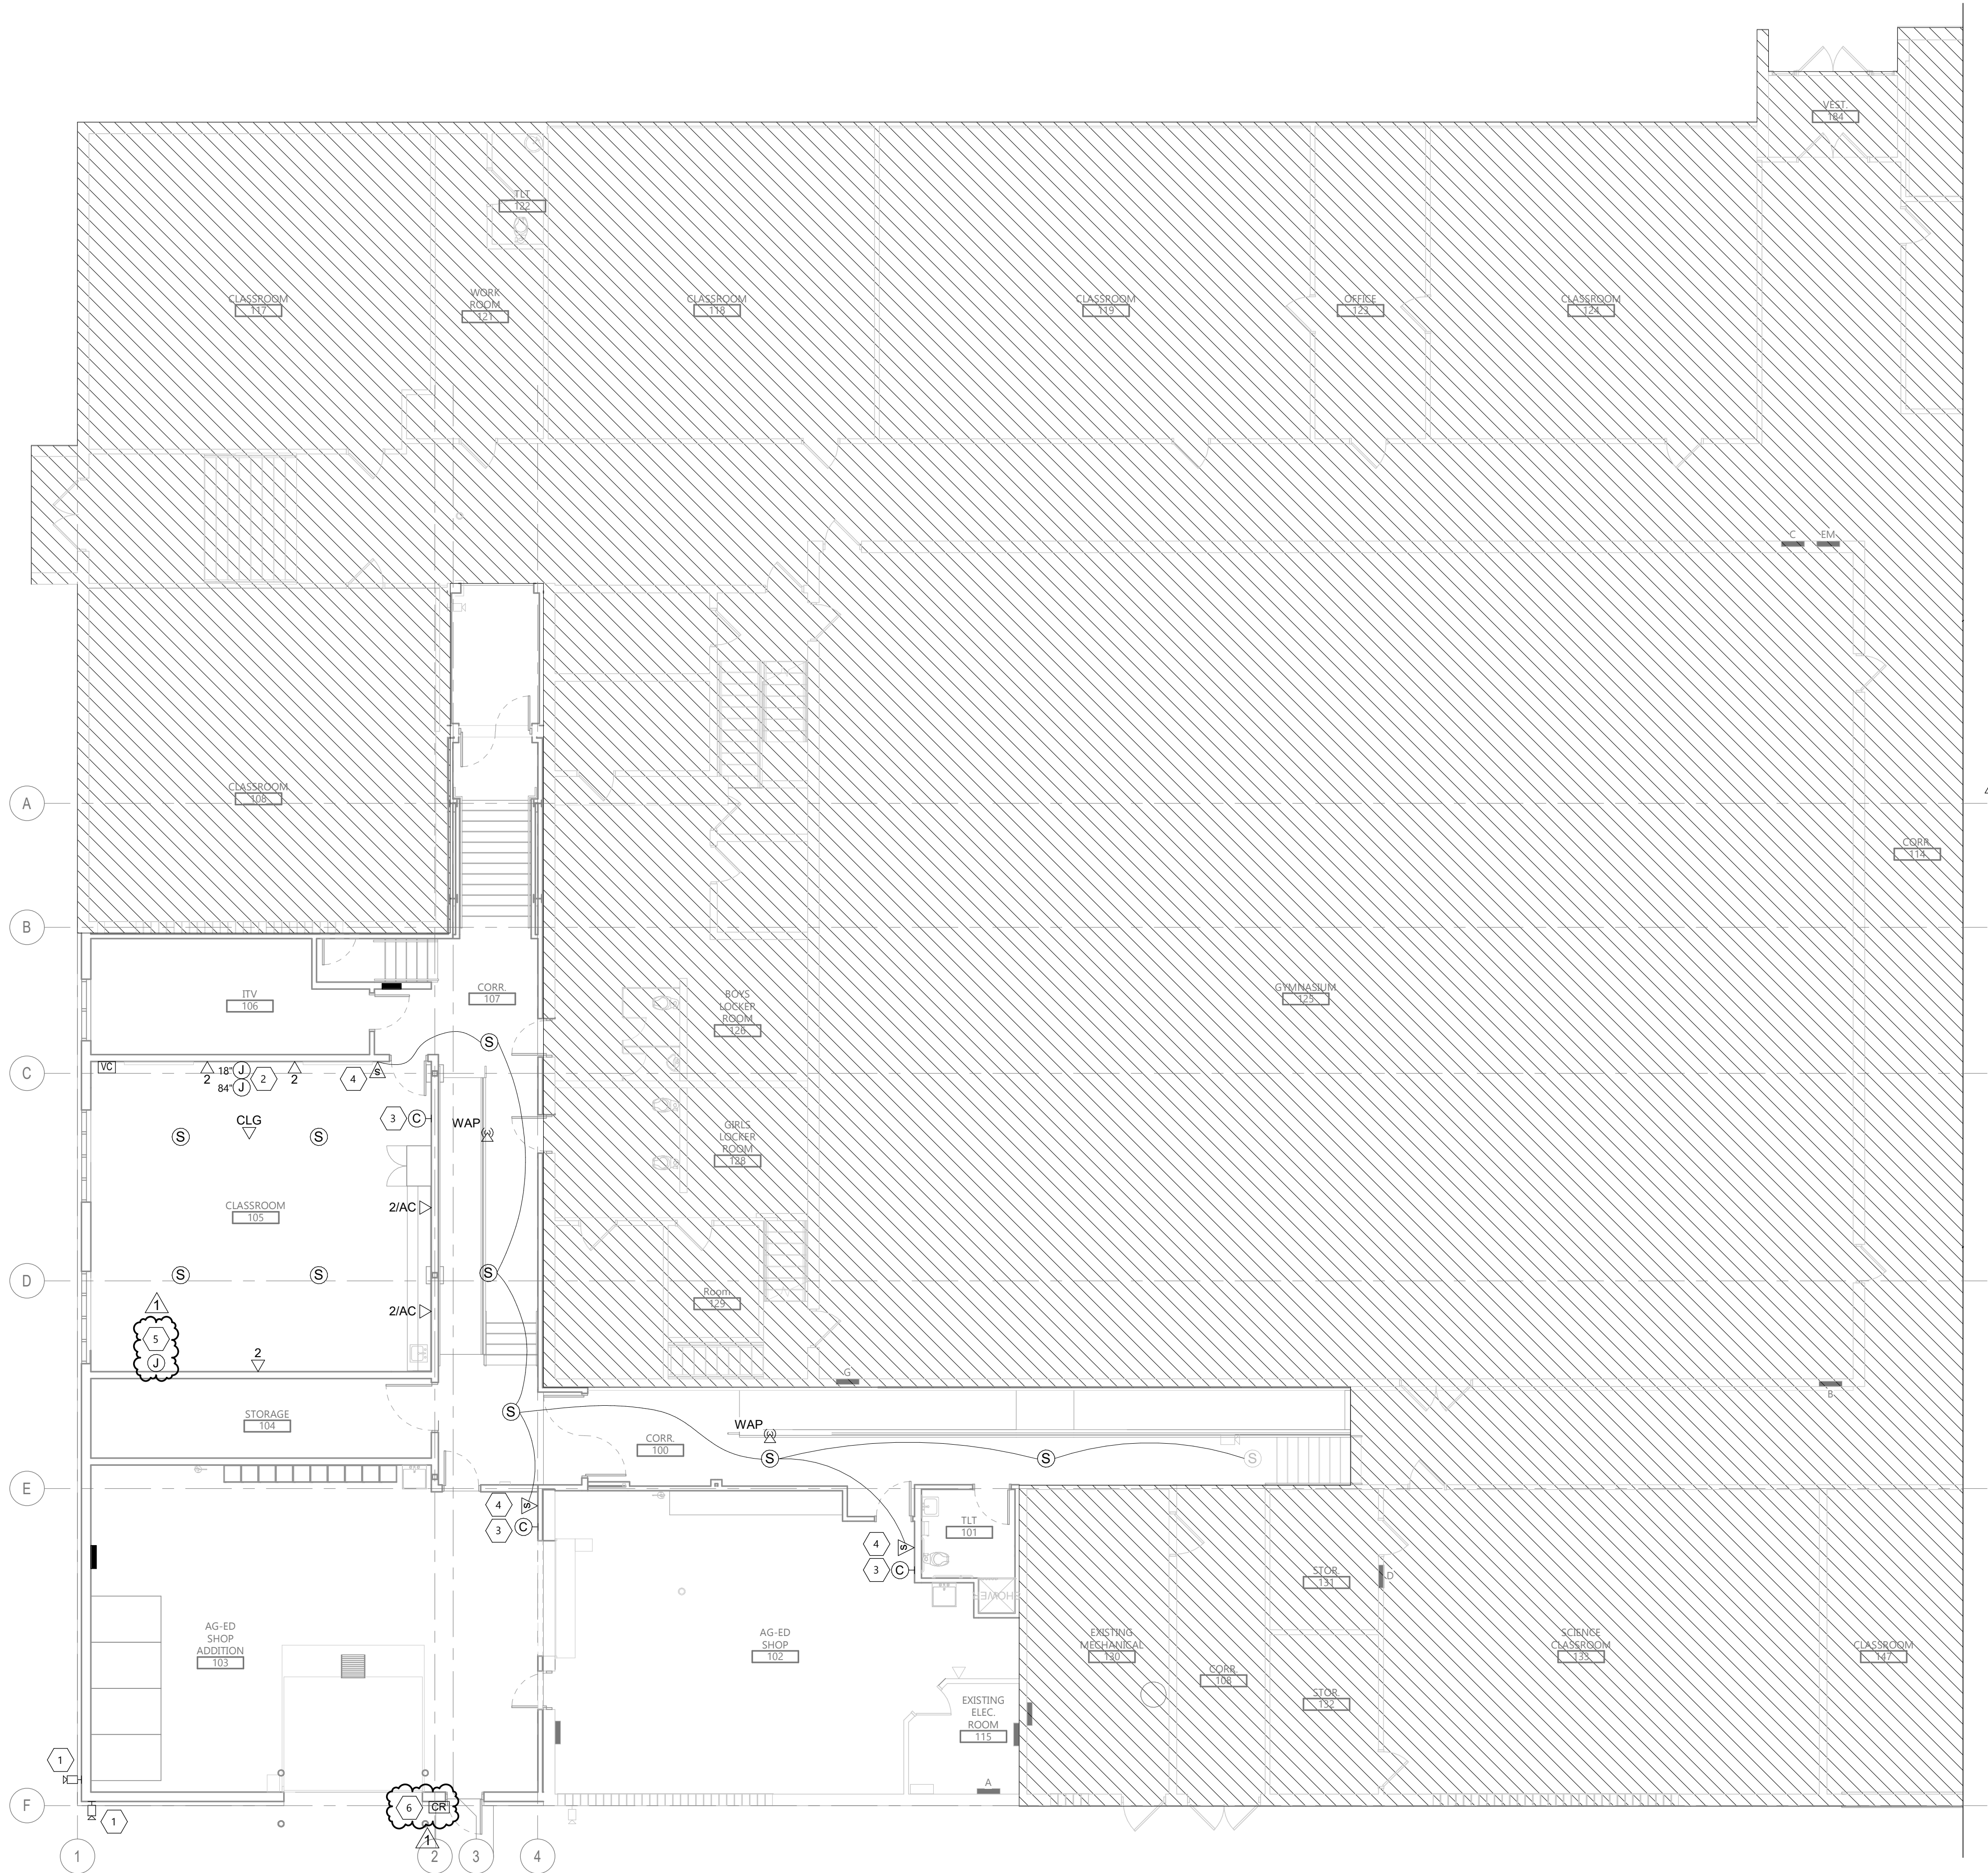 VEST.
184
TLT
122
CLASSROOM
117
WORK
ROOM
121
CLASSROOM
118
CLASSROOM
119
OFFICE
123
CLASSROOM
124
C
EM
CLASSROOM
108
A
4
CORR.
114
B
ITV
106
CORR.
107
BOYS
LOCKER
ROOM
126
GYMNASIUM
125
S
C
VC
2
18" J
84" J
2
2
4
S
3
C
WAP
CLG
S
S
GIRLS
LOCKER
ROOM
128
CLASSROOM
105
2/AC
S
S
S
D
Room
129
1
5
J
2/AC
2
G
B
STORAGE
104
S
WAP
CORR.
100
S
S
S
E
4
S
3
C
4
S
3
C
TLT
101
STOR.
131
D
AG-ED
SHOP
ADDITION
103
AG-ED
SHOP
102
EXISTING
MECHANICAL
130
SCIENCE
CLASSROOM
133
CLASSROOM
147
CORR.
108
STOR.
132
EXISTING
ELEC.
ROOM
115
1
A
F
1
6
CR
1
1
2
3
4